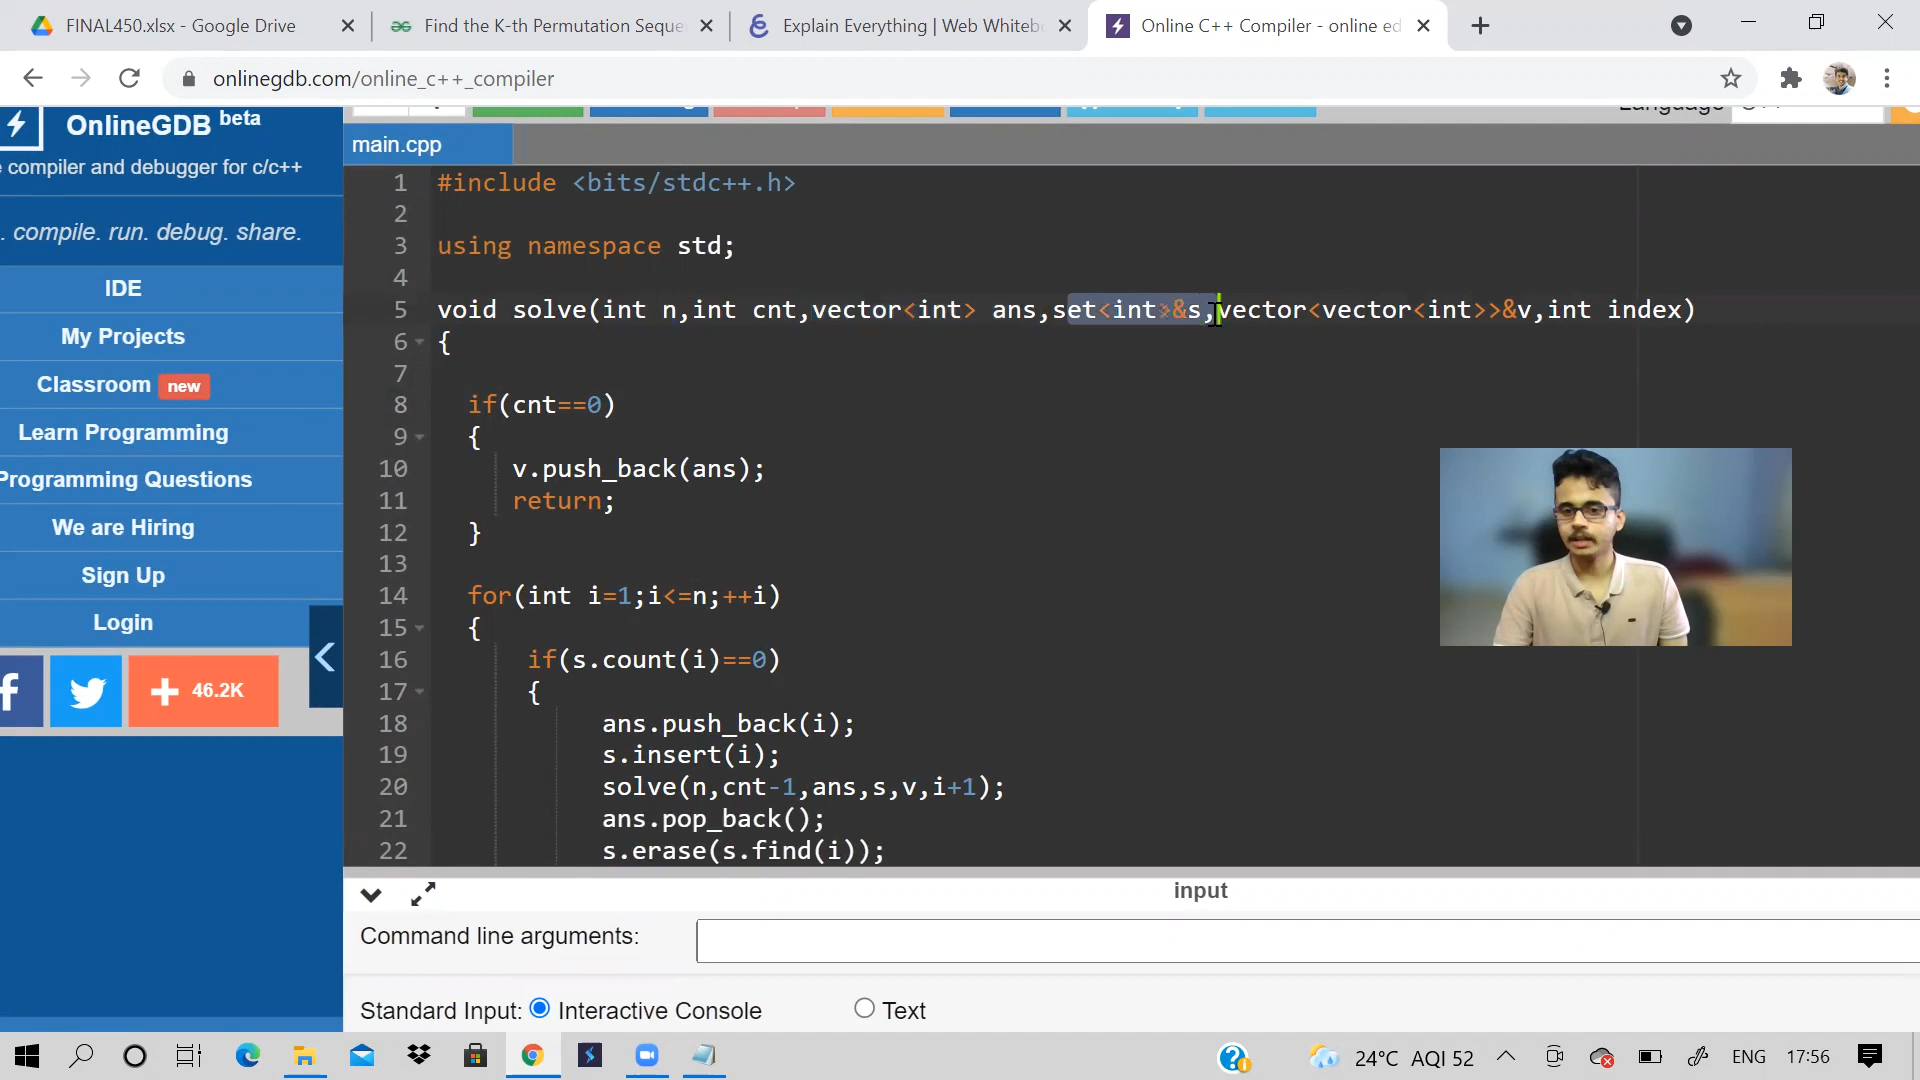 FINAL450.xlsx - Google Drive
Find the K-th Permutation Seque
Explain Everything | Web Whitebo
Online C++ Compiler - online ed
onlinegdb.com/online_c++_compiler
OnlineGDB beta
e compiler and debugger for c/c++
. compile. run. debug. share.
IDE
My Projects
Classroom new
Learn Programming
Programming Questions
We are Hiring
Sign Up
Login
f
46.2K
main.cpp
1 #include <bits/stdc++.h>
2
3 using namespace std;
4
5 void solve(int n,int cnt,vector<int> ans,set<int>&s,vector<vector<int>>&v,int index)
6 {
7
8 if(cnt==0)
9 {
10 v.push_back(ans);
11 return;
12 }
13
14 for(int i=1;i<=n;++i)
15 {
16 if(s.count(i)==0)
17 {
18 ans.push_back(i);
19 s.insert(i);
20 solve(n,cnt-1,ans,s,v,i+1);
21 ans.pop_back();
22 s.erase(s.find(i));
input
Command line arguments:
Standard Input: Interactive Console Text
24°C AQI 52 ENG 17:56